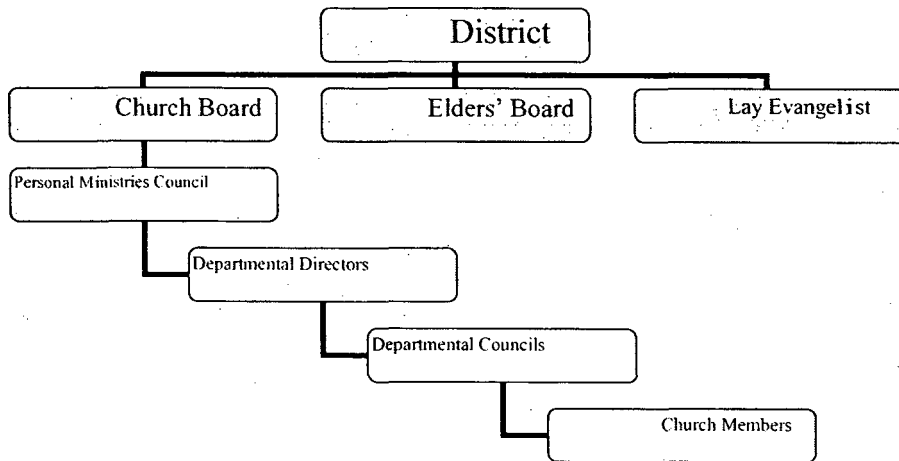 District
Church Board
Elders' Board
Lay Evangelist
Personal Ministries Council
Departmental Directors
Departmental Councils
Church Members